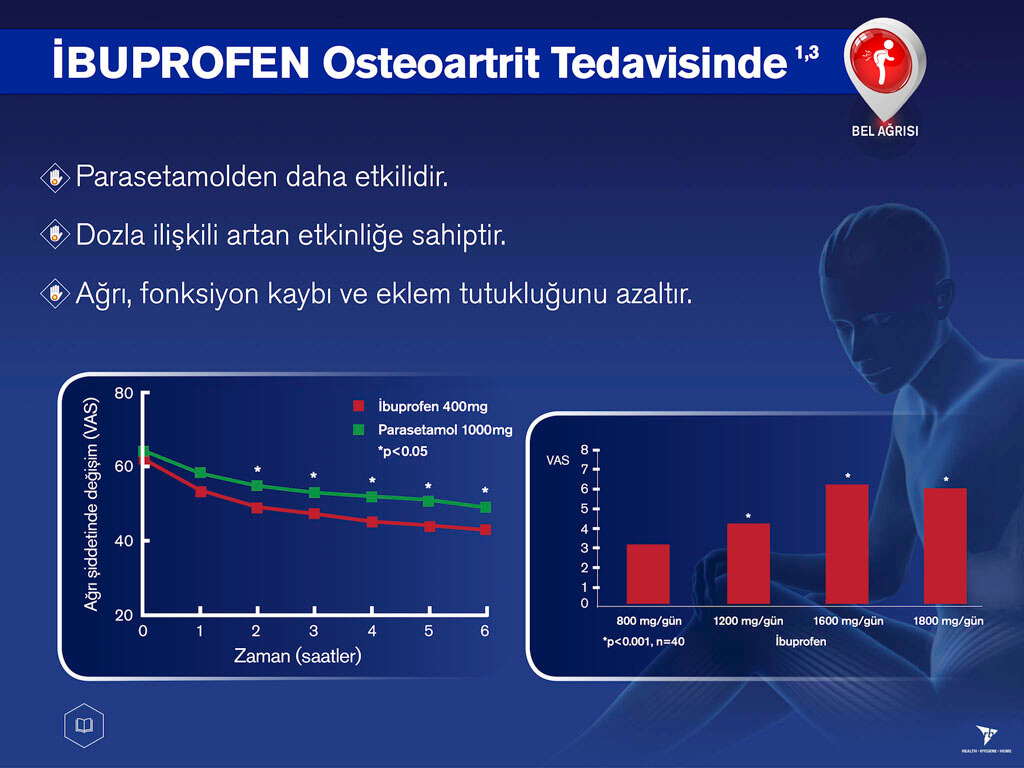 İBUPROFEN Osteoartrit Tedavisinde 1,3
BEL AĞRISI
Parasetamolden daha etkilidir.
Dozla ilişkili artan etkinliğe sahiptir.
Ağrı, fonksiyon kaybı ve eklem tutukluğunu azaltır.
Ağrı şiddetinde değişim (VAS)
80
60
40
20
İbuprofen 400mg
Parasetamol 1000mg
*p<0.05
* * * * *
0 1 2 3 4 5 6
Zaman (saatler)
VAS
8
7
6
5
4
3
2
1
0
* * *
800 mg/gün 1200 mg/gün 1600 mg/gün 1800 mg/gün
*p<0.001, n=40 İbuprofen
HEALTH • HYGIENE • HOME